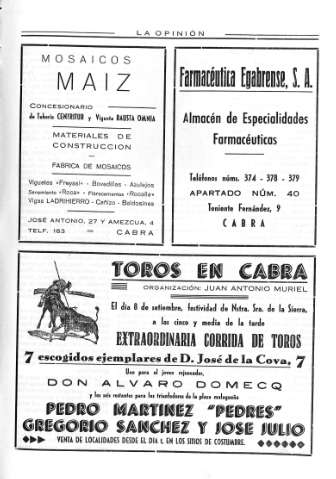 LA OPINIÓN
MOSAICOS
MAIZ
CONCESIONARIO
de Tubería CENTRITUB y Vigueta BAUSTA OMNIA
MATERIALES DE
CONSTRUCCION
FABRICA DE MOSAICOS
Viguetas «Freyssi» - Bovedillas - Azulejos
Saneamiento «Roca» - Fibrocementos «Rocalla»
Vigas LADRIHIERRO - Cañizo - Baldosines
JOSÉ ANTONIO, 27 Y AMEZCUA, 4
TELF. 183 — CABRA
Farmacéutica Egabrense, S. A.
Almacén de Especialidades
Farmacéuticas
Teléfonos núms. 374 - 378 - 379
APARTADO NÚM. 40
Teniente Fernández, 9
CABRA
TOROS EN CABRA
ORGANIZACIÓN: JUAN ANTONIO MURIEL
El día 8 de setiembre, festividad de Ntra. Sra. de la Sierra,
a las cinco y media de la tarde
EXTRAORDINARIA CORRIDA DE TOROS
7 escogidos ejemplares de D. José de la Cova, 7
Uno para el joven rejoneador,
DON ALVARO DOMECQ
y los seis restantes para los triunfadores de la plaza malagueña
PEDRO MARTINEZ "PEDRES"
GREGORIO SANCHEZ Y JOSE JULIO
VENTA DE LOCALIDADES DESDE EL DIA 1, EN LOS SITIOS DE COSTUMBRE.